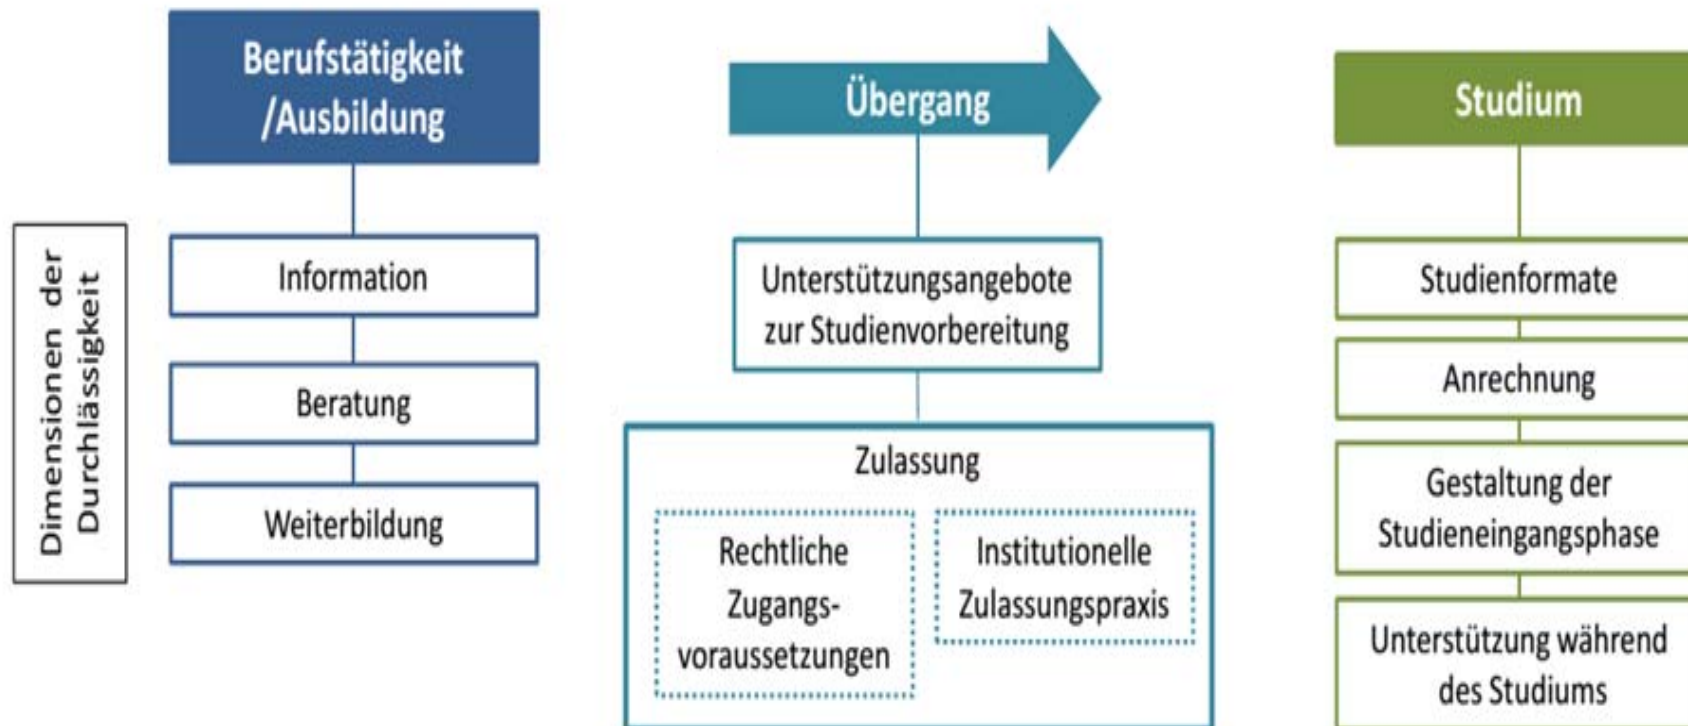 Berufstätigkeit
/Ausbildung
Übergang
Studium
Dimensionen der
Durchlässigkeit
Information
Beratung
Weiterbildung
Unterstützungsangebote
zur Studienvorbereitung
Zulassung
Rechtliche
Zugangs-
voraussetzungen
Institutionelle
Zulassungspraxis
Studienformate
Anrechnung
Gestaltung der
Studieneingangsphase
Unterstützung während
des Studiums